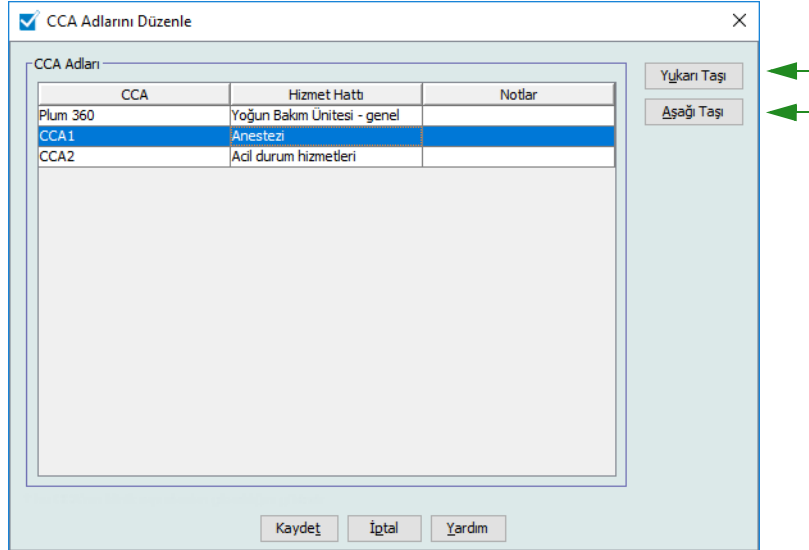 CCA Adlarını Düzenle
CCA Adları
Yukarı Taşı
Aşağı Taşı
CCA Hizmet Hattı Notlar
Plum 360 Yoğun Bakım Ünitesi - genel
CCA1 Anestezi
CCA2 Acil durum hizmetleri
Kaydet İptal Yardım